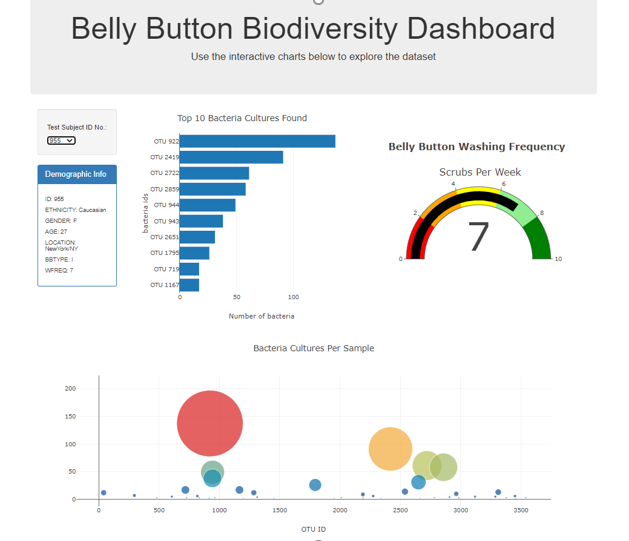 Belly Button Biodiversity Dashboard
Use the interactive charts below to explore the dataset
Test Subject ID No.:
955
Demographic Info
ID: 955
ETHNICITY: Caucasian
GENDER: F
AGE: 27
LOCATION:
NewYork/NY
BBTYPE: I
WFREQ: 7
Top 10 Bacteria Cultures Found
bacteria ids
OTU 922
OTU 2419
OTU 2722
OTU 2859
OTU 944
OTU 943
OTU 2651
OTU 1795
OTU 719
OTU 1167
0 50 100
Number of bacteria
Belly Button Washing Frequency
Scrubs Per Week
0 2 4 6 8 10
7
Bacteria Cultures Per Sample
200
150
100
50
0
0 500 1000 1500 2000 2500 3000 3500
OTU ID